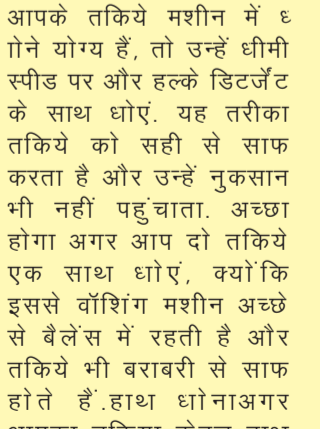 आपके तकिये मशीन में ध
ोने योग्य हैं, तो उन्हें धीमी
स्पीड पर और हल्के डिटर्जेंट
के साथ धोएं. यह तरीका
तकिये को सही से साफ
करता है और उन्हें नुकसान
भी नहीं पहुंचाता. अच्छा
होगा अगर आप दो तकिये
एक साथ धोएं, क्योंकि
इससे वॉशिंग मशीन अच्छे
से बैलेंस में रहती है और
तकिये भी बराबरी से साफ
होते हैं.हाथ धोनाअगर